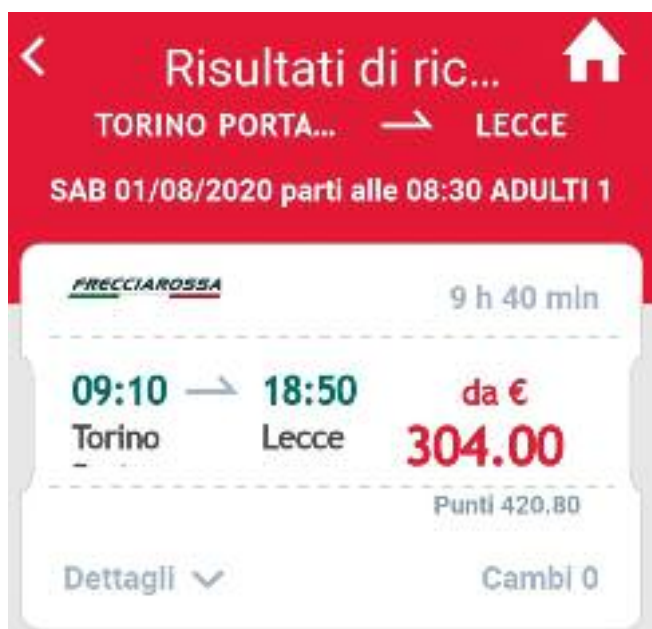 Risultati di ric...
TORINO PORTA... LECCE
SAB 01/08/2020 parti alle 08:30 ADULTI 1
FRECCIAROSSA 9 h 40 min
09:10 18:50 da €
Torino Lecce 304.00
Punti 420.80
Dettagli Cambi 0